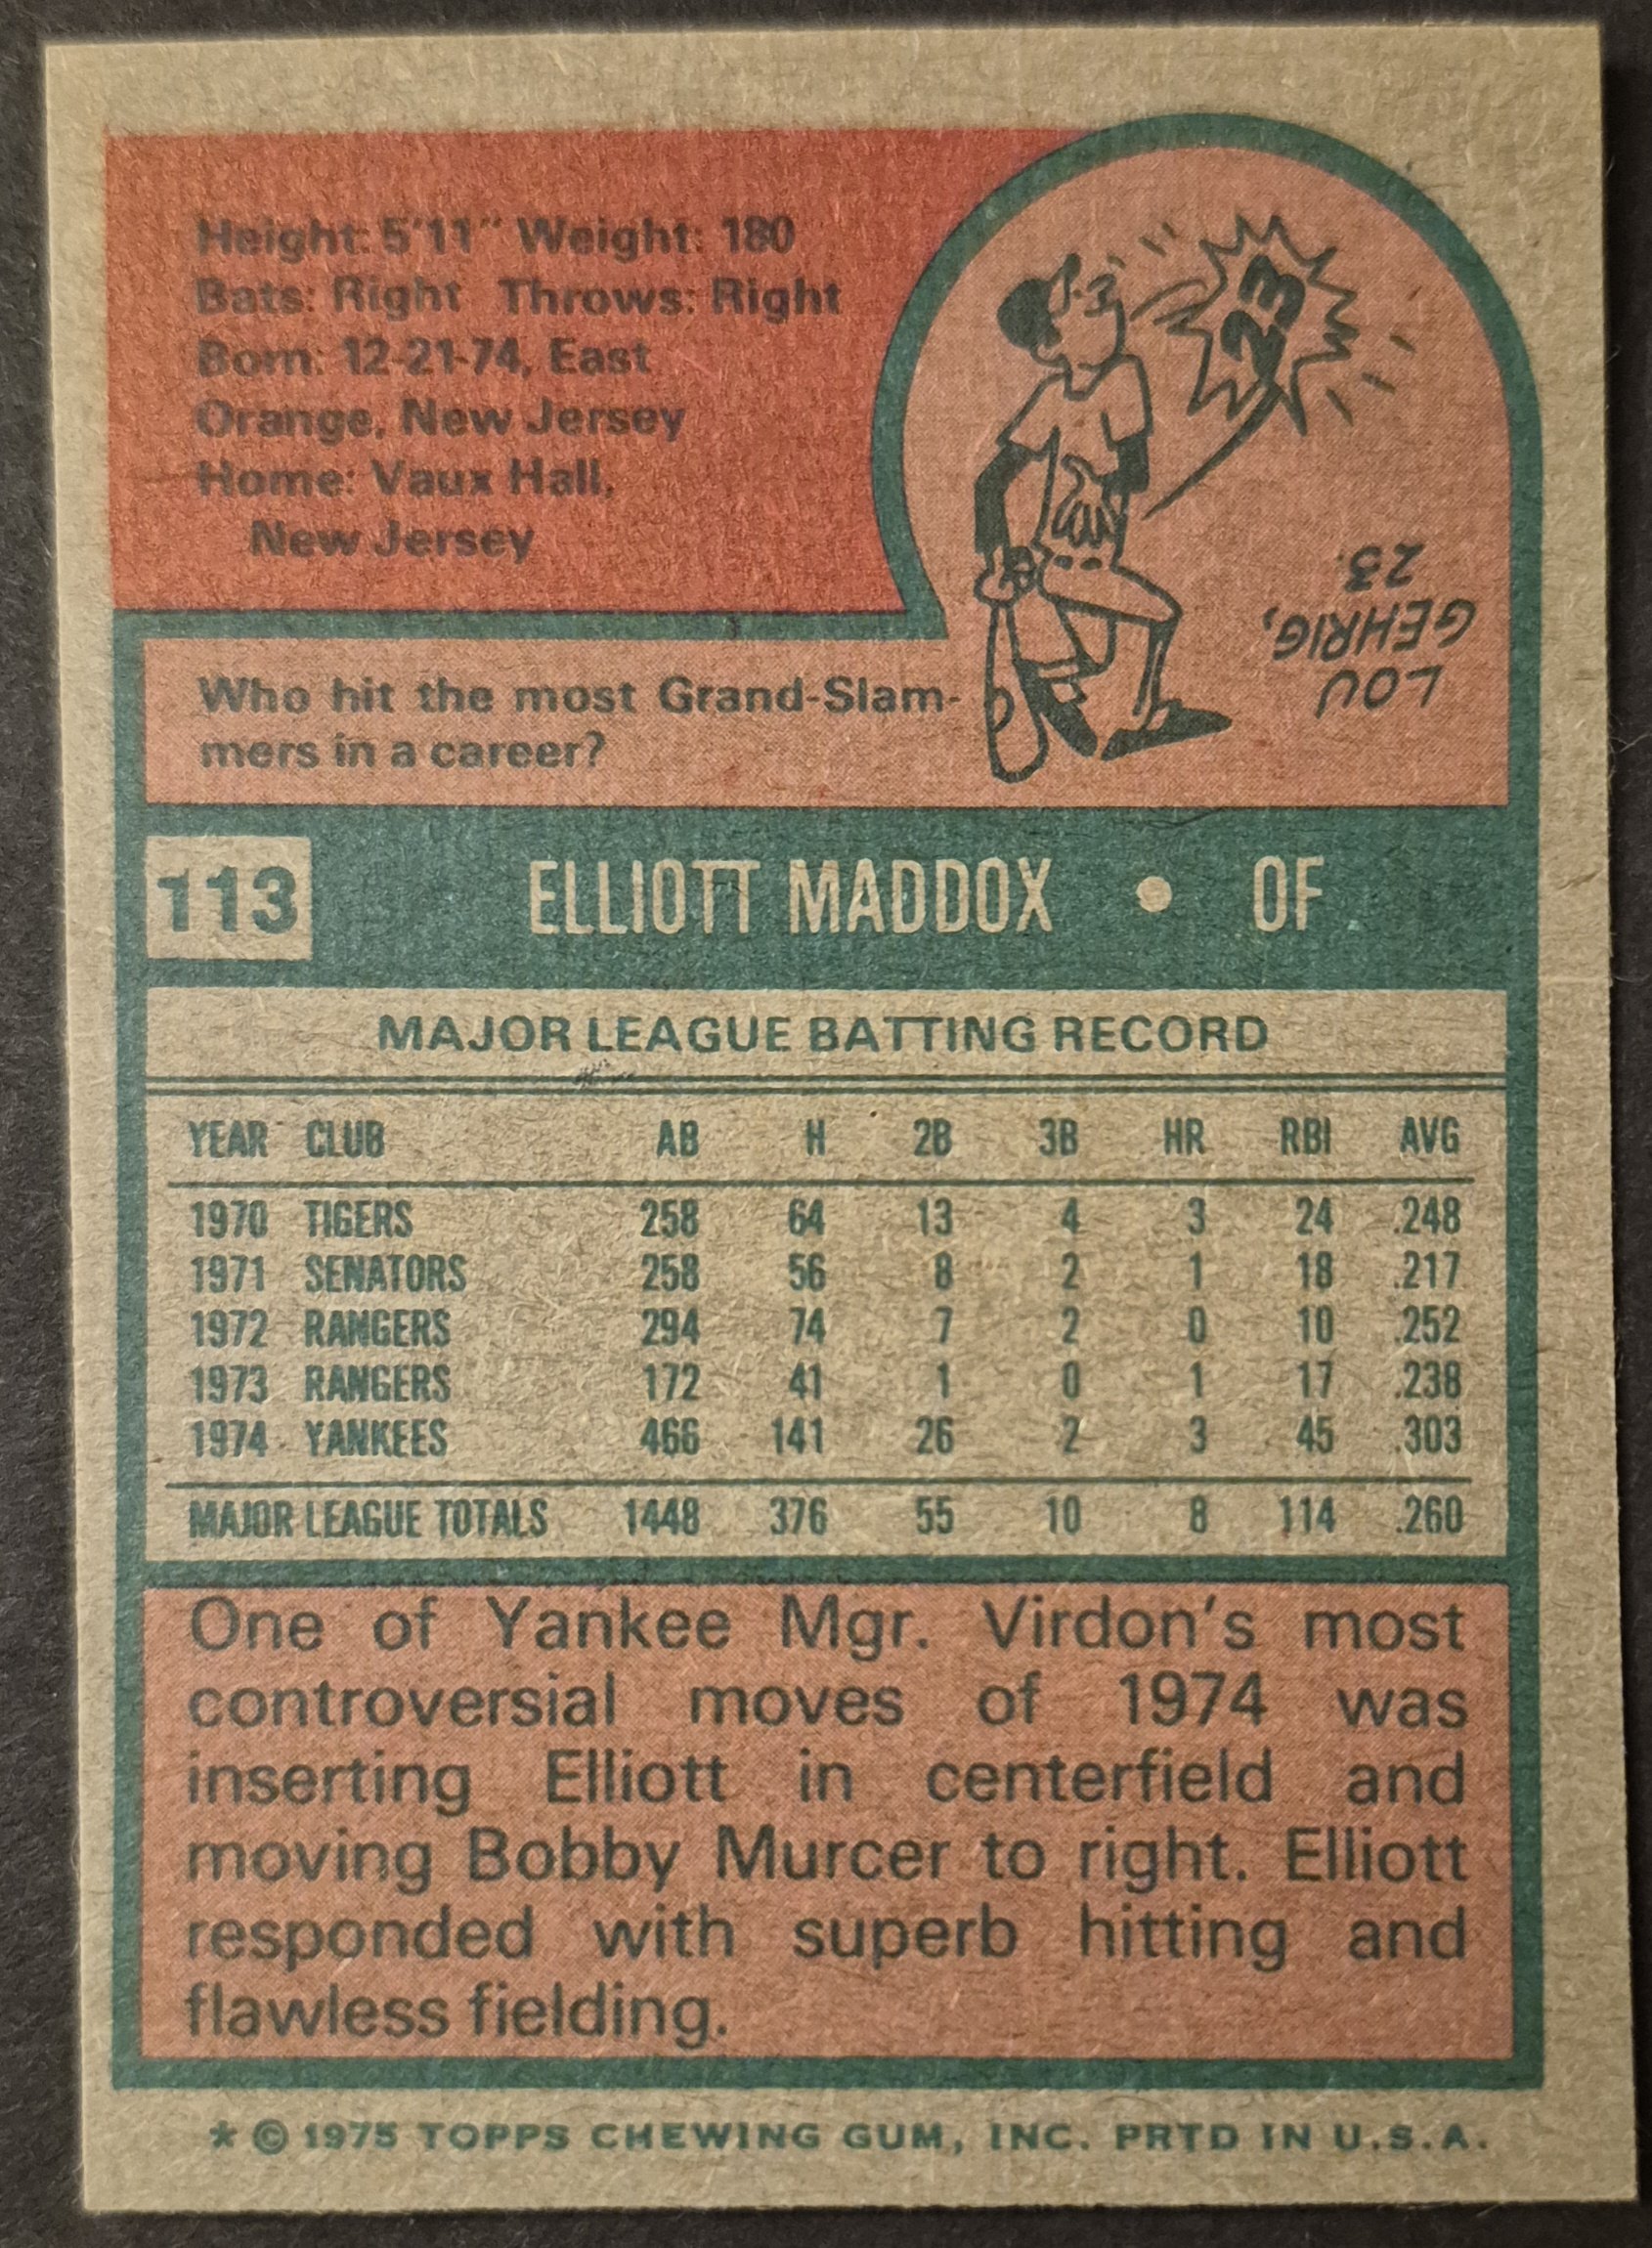 Height: 5'11" Weight: 180
Bats: Right Throws: Right
Born: 12-21-74, East
Orange, New Jersey
Home: Vaux Hall,
New Jersey
23
LOU
GEHRIG,
23.
Who hit the most Grand-Slam-
mers in a career?
113 ELLIOTT MADDOX • OF
MAJOR LEAGUE BATTING RECORD
YEAR CLUB AB H 2B 3B HR RBI AVG
1970 TIGERS 258 64 13 4 3 24 .248
1971 SENATORS 258 56 8 2 1 18 .217
1972 RANGERS 294 74 7 2 0 10 .252
1973 RANGERS 172 41 1 0 1 17 .238
1974 YANKEES 466 141 26 2 3 45 .303
MAJOR LEAGUE TOTALS 1448 376 55 10 8 114 .260
One of Yankee Mgr. Virdon's most
controversial moves of 1974 was
inserting Elliott in centerfield and
moving Bobby Murcer to right. Elliott
responded with superb hitting and
flawless fielding.
* © 1975 TOPPS CHEWING GUM, INC. PRTD IN U.S.A.